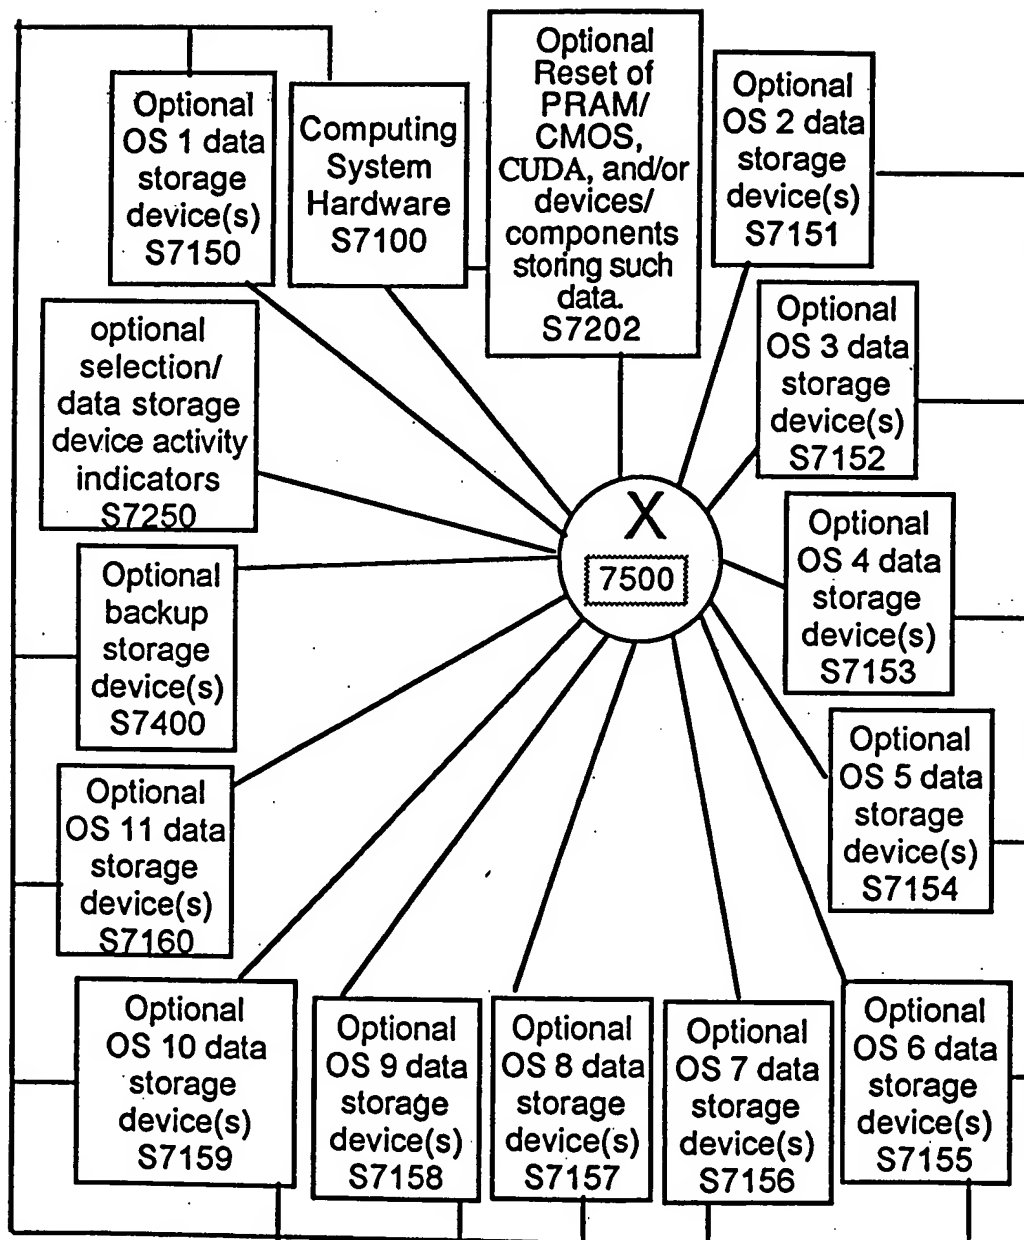 Optional
OS 1 data
storage
device(s)
S7150
Computing
System
Hardware
S7100
Optional
Reset of
PRAM/
CMOS,
CUDA, and/or
devices/
components
storing such
data.
S7202
Optional
OS 2 data
storage
device(s)
S7151
Optional
OS 3 data
storage
device(s)
S7152
optional
selection/
data storage
device activity
indicators
S7250
X
7500
Optional
OS 4 data
storage
device(s)
S7153
Optional
backup
storage
device(s)
S7400
Optional
OS 5 data
storage
device(s)
S7154
Optional
OS 11 data
storage
device(s)
S7160
Optional
OS 10 data
storage
device(s)
S7159
Optional
OS 9 data
storage
device(s)
S7158
Optional
OS 8 data
storage
device(s)
S7157
Optional
OS 7 data
storage
device(s)
S7156
Optional
OS 6 data
storage
device(s)
S7155